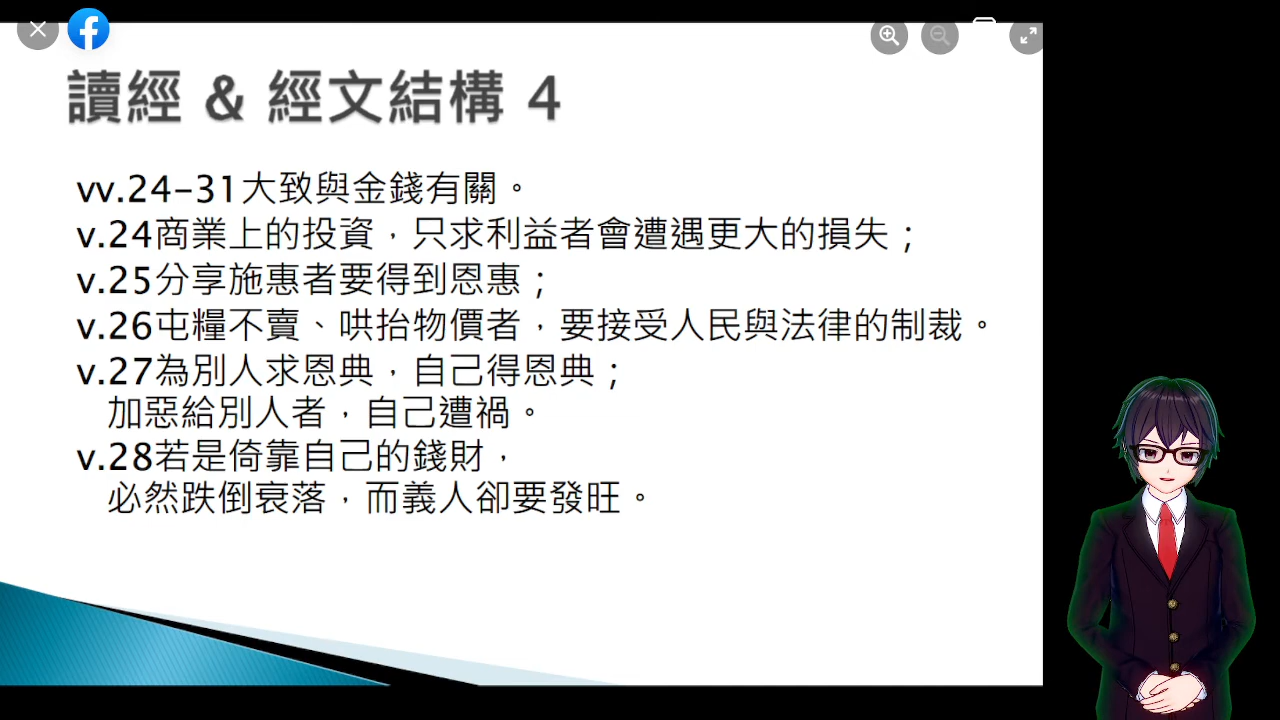 讀經 & 經文結構 4
vv.24-31大致與金錢有關。
v.24商業上的投資，只求利益者會遭遇更大的損失；
v.25分享施惠者要得到恩惠；
v.26屯糧不賣、哄抬物價者，要接受人民與法律的制裁。
v.27為別人求恩典，自己得恩典；
加惡給別人者，自己遭禍。
v.28若是倚靠自己的錢財，
必然跌倒衰落，而義人卻要發旺。